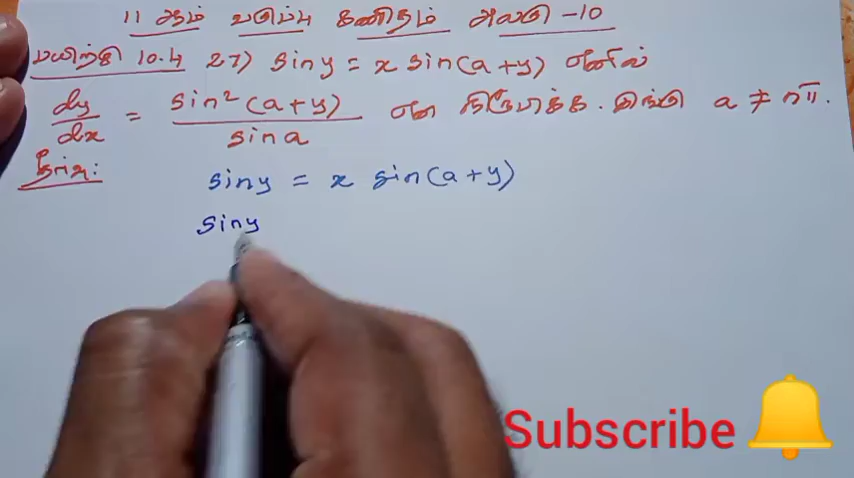 11 ஆம் வகுப்பு கணிதம் அலகு -10
பயிற்சி 10.4 27) siny = x sin(a+y) எனில்
dy/dx = sin²(a+y)/sina என நிரூபிக்க. இங்கு a ≠ nπ.
தீர்வு:
siny = x sin(a+y)
siny
Subscribe